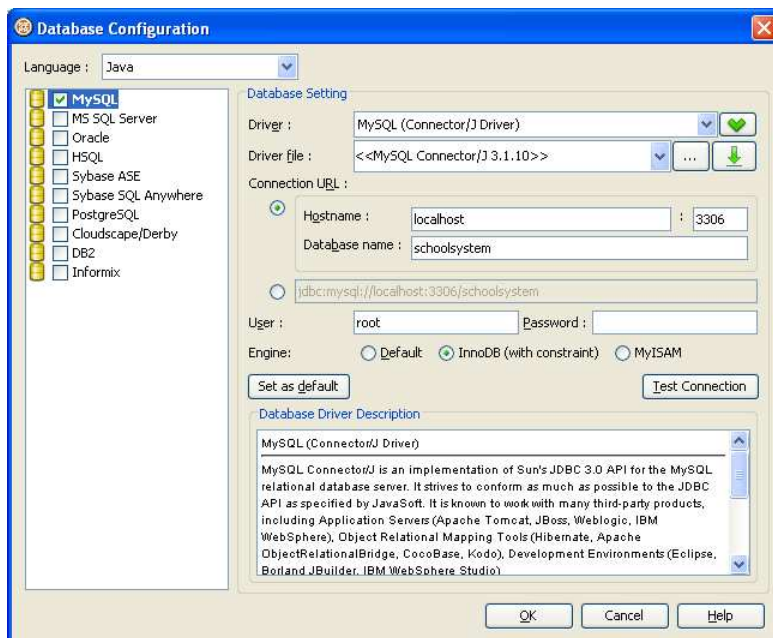 Database Configuration
Language : Java
MySQL
MS SQL Server
Oracle
HSQL
Sybase ASE
Sybase SQL Anywhere
PostgreSQL
Cloudscape/Derby
DB2
Informix
Database Setting
Driver : MySQL (Connector/J Driver)
Driver file : <<MySQL Connector/J 3.1.10>> ...
Connection URL :
Hostname : localhost : 3306
Database name : schoolsystem
jdbc:mysql://localhost:3306/schoolsystem
User : root Password :
Engine: Default InnoDB (with constraint) MyISAM
Set as default Test Connection
Database Driver Description
MySQL (Connector/J Driver)
MySQL Connector/J is an implementation of Sun's JDBC 3.0 API for the MySQL
relational database server. It strives to conform as much as possible to the JDBC
API as specified by JavaSoft. It is known to work with many third-party products,
including Application Servers (Apache Tomcat, JBoss, Weblogic, IBM
WebSphere), Object Relational Mapping Tools (Hibernate, Apache
ObjectRelationalBridge, CocoBase, Kodo), Development Environments (Eclipse,
Borland JBuilder, IBM WebSphere Studio)
OK Cancel Help